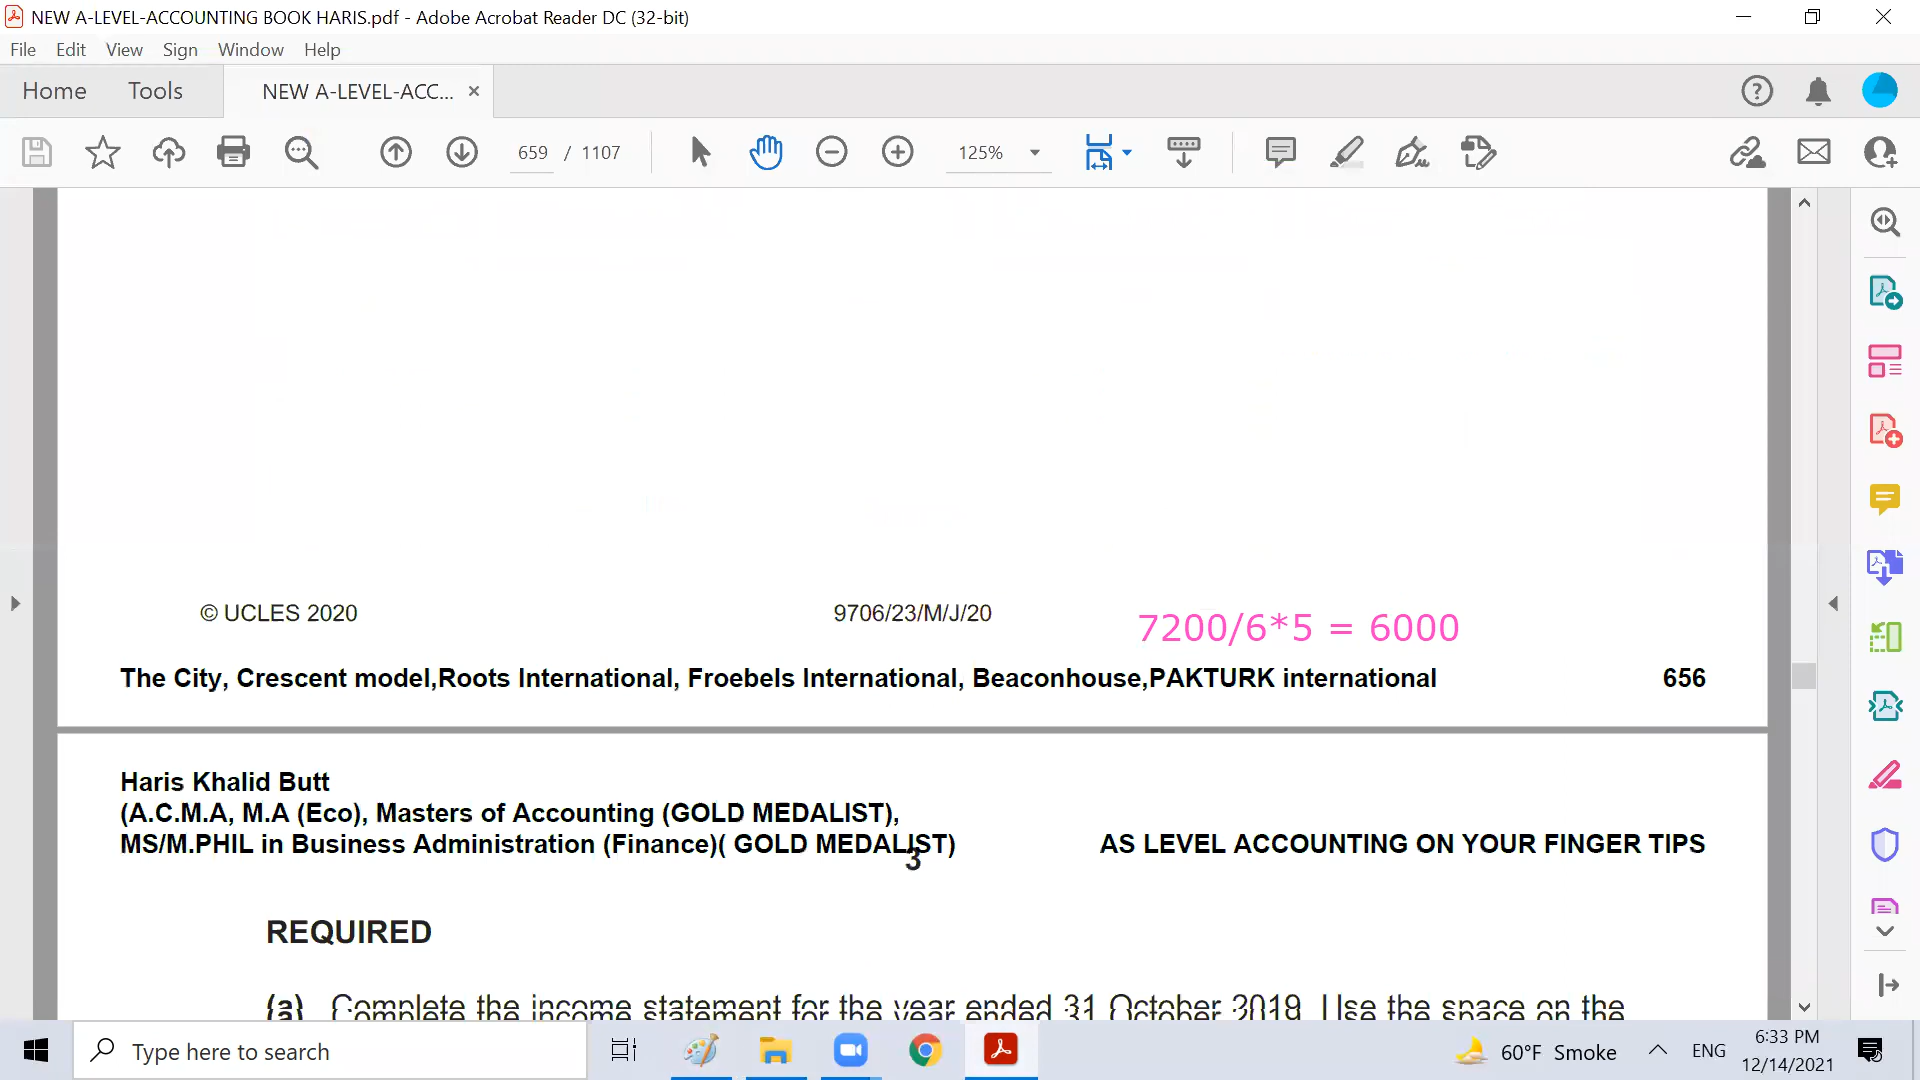 NEW A-LEVEL-ACCOUNTING BOOK HARIS.pdf - Adobe Acrobat Reader DC (32-bit)
File Edit View Sign Window Help
Home Tools NEW A-LEVEL-ACC... ×
659 / 1107 125%
© UCLES 2020 9706/23/M/J/20 7200/6*5 = 6000
The City, Crescent model,Roots International, Froebels International, Beaconhouse,PAKTURK international 656
Haris Khalid Butt
(A.C.M.A, M.A (Eco), Masters of Accounting (GOLD MEDALIST),
MS/M.PHIL in Business Administration (Finance)( GOLD MEDALIST) AS LEVEL ACCOUNTING ON YOUR FINGER TIPS
3
REQUIRED
(a) Complete the income statement for the year ended 31 October 2019. Use the space on the
Type here to search 60°F Smoke ENG 6:33 PM
12/14/2021